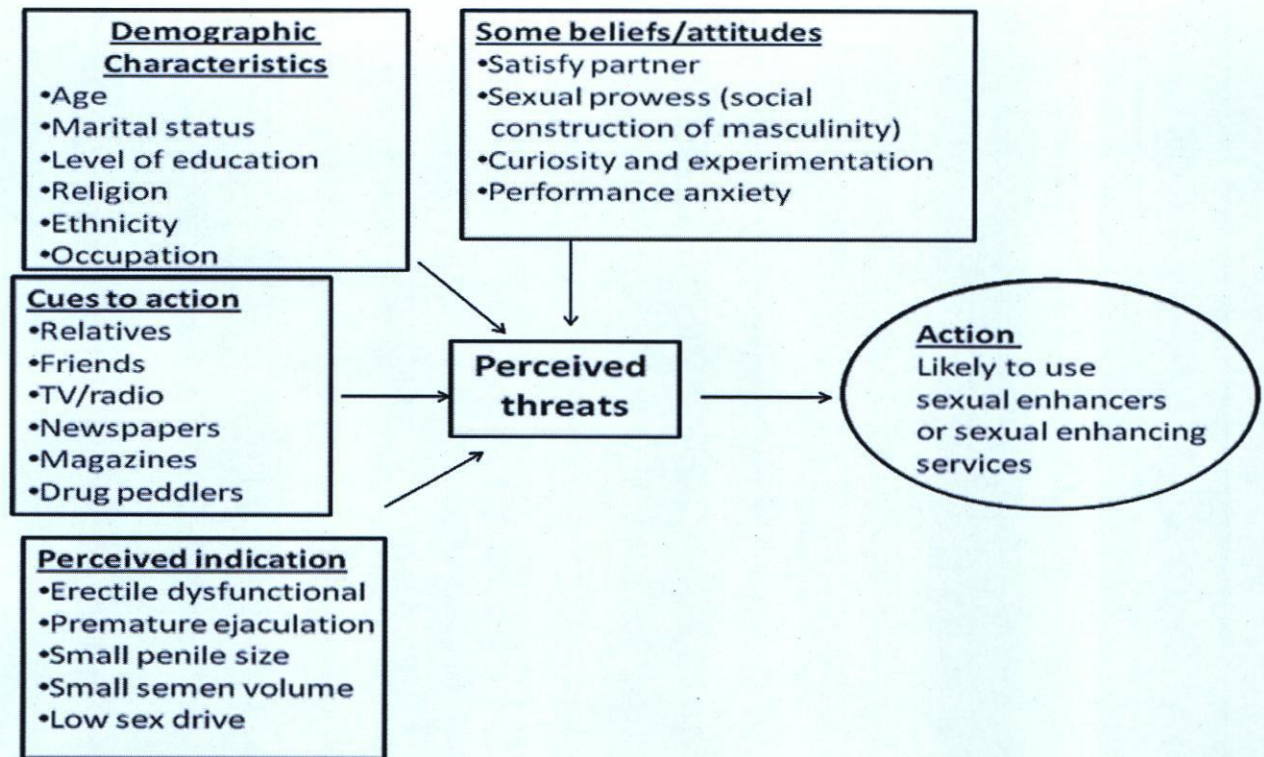 Demographic
Characteristics
•Age
•Marital status
•Level of education
•Religion
•Ethnicity
•Occupation
Some beliefs/attitudes
•Satisfy partner
•Sexual prowess (social
construction of masculinity)
•Curiosity and experimentation
•Performance anxiety
Cues to action
•Relatives
•Friends
•TV/radio
•Newspapers
•Magazines
•Drug peddlers
Perceived
threats
Action
Likely to use
sexual enhancers
or sexual enhancing
services
Perceived indication
•Erectile dysfunctional
•Premature ejaculation
•Small penile size
•Small semen volume
•Low sex drive